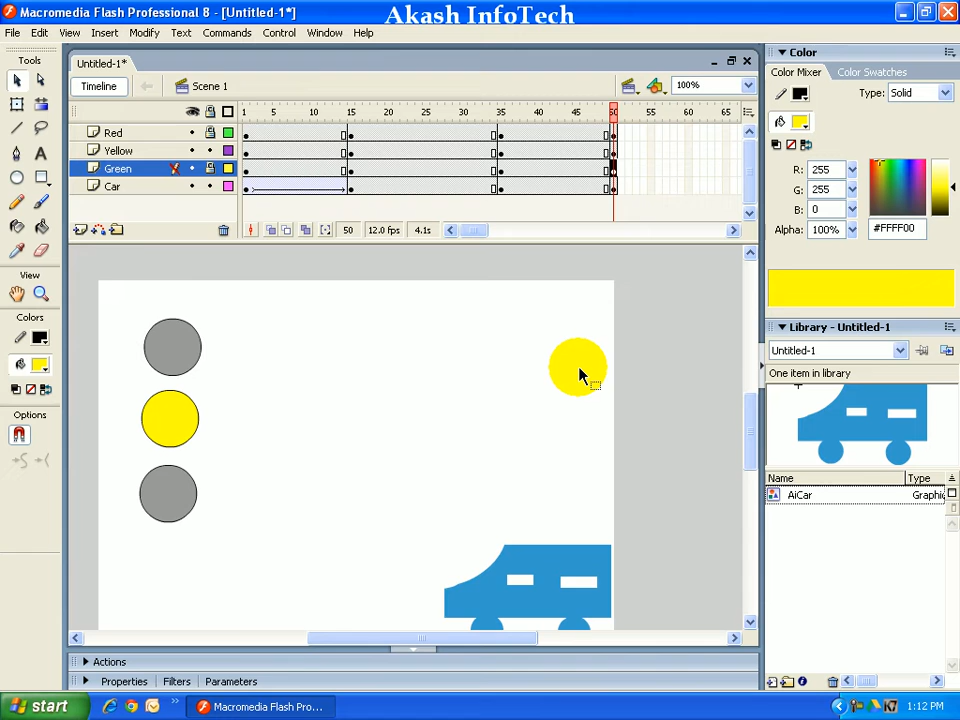 Macromedia Flash Professional 8 - [Untitled-1*]
Akash InfoTech
File Edit View Insert Modify Text Commands Control Window Help
Tools
View
Colors
Options
Untitled-1*
Timeline
Scene 1
100%
1 5 10 15 20 25 30 35 40 45 50 55 60 65
Red
Yellow
Green
Car
50 12.0 fps 4.1s
Actions
Properties Filters Parameters
Color
Color Mixer Color Swatches
Type: Solid
R: 255
G: 255
B: 0
Alpha: 100% #FFFF00
Library - Untitled-1
Untitled-1
One item in library
Name Type
AiCar Graphic
start
Macromedia Flash Pro...
1:12 PM